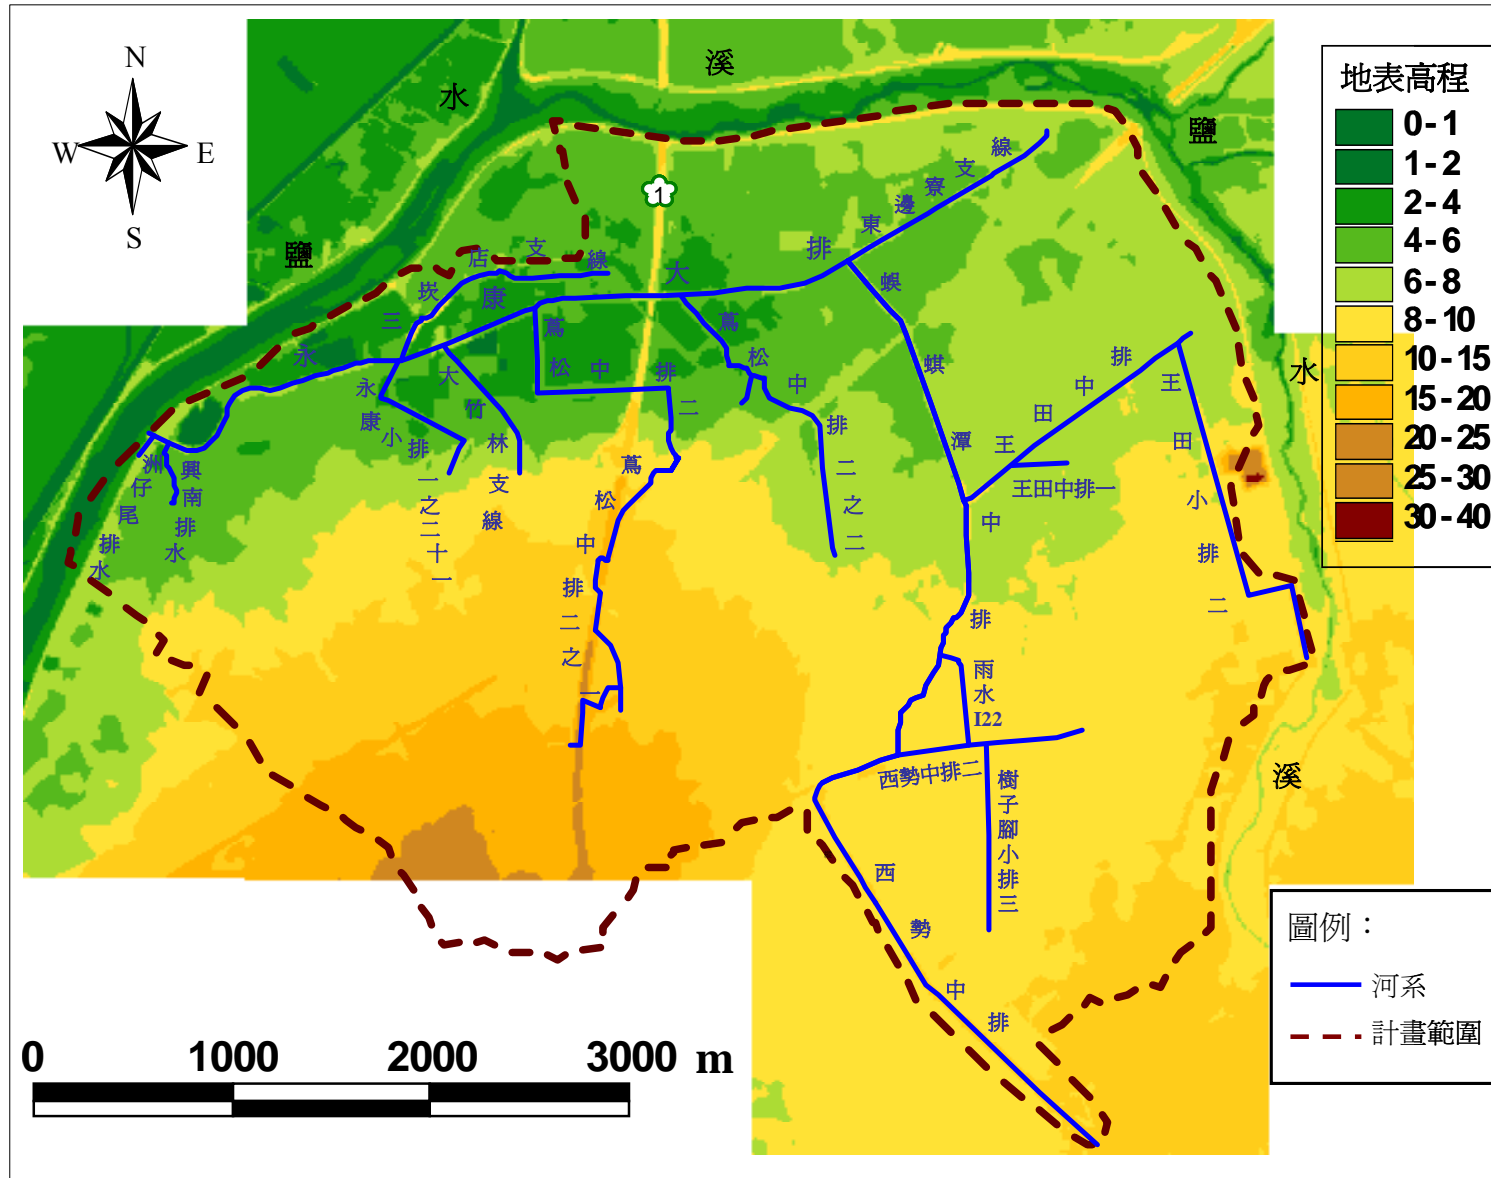 N
W
E
S
鹽
水
溪
鹽
水
溪
1
地表高程
0-1
1-2
2-4
4-6
6-8
8-10
10-15
15-20
20-25
25-30
30-40
永康大排
三崁店支線
東邊寮支線
蜈蜞潭中排
王田中排
王田中排一
王田小排二
蔦松中排二
蔦松中排二之一
蔦松中排二之二
大竹林支線
永康小排一之二十一
洲仔尾排水
興南排水
雨水I22
西勢中排二
樹子腳小排三
西勢中排
圖例：
河系
計畫範圍
0
1000
2000
3000 m